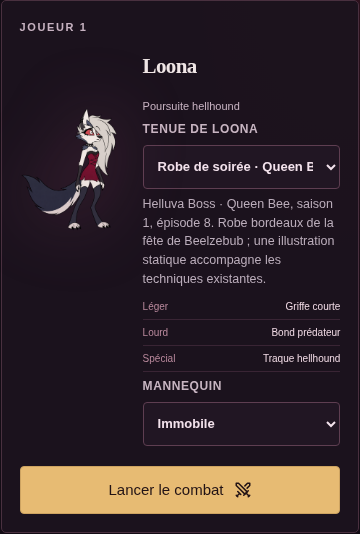 JOUEUR 1
Loona
Poursuite hellhound
TENUE DE LOONA
Robe de soirée · Queen B
Helluva Boss · Queen Bee, saison
1, épisode 8. Robe bordeaux de la
fête de Beelzebub ; une illustration
statique accompagne les
techniques existantes.
Léger Griffe courte
Lourd Bond prédateur
Spécial Traque hellhound
MANNEQUIN
Immobile
Lancer le combat